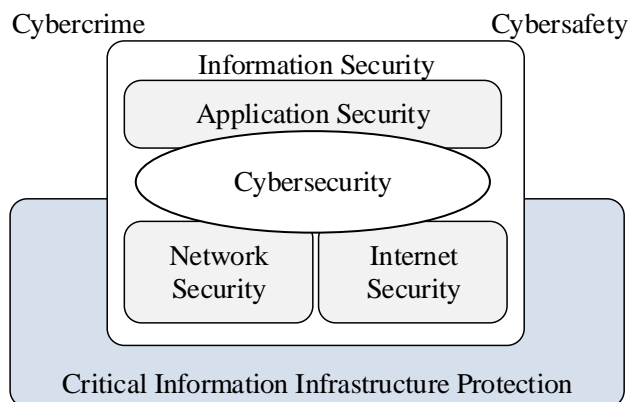 Cybercrime
Cybersafety
Information Security
Application Security
Cybersecurity
Network
Security
Internet
Security
Critical Information Infrastructure Protection